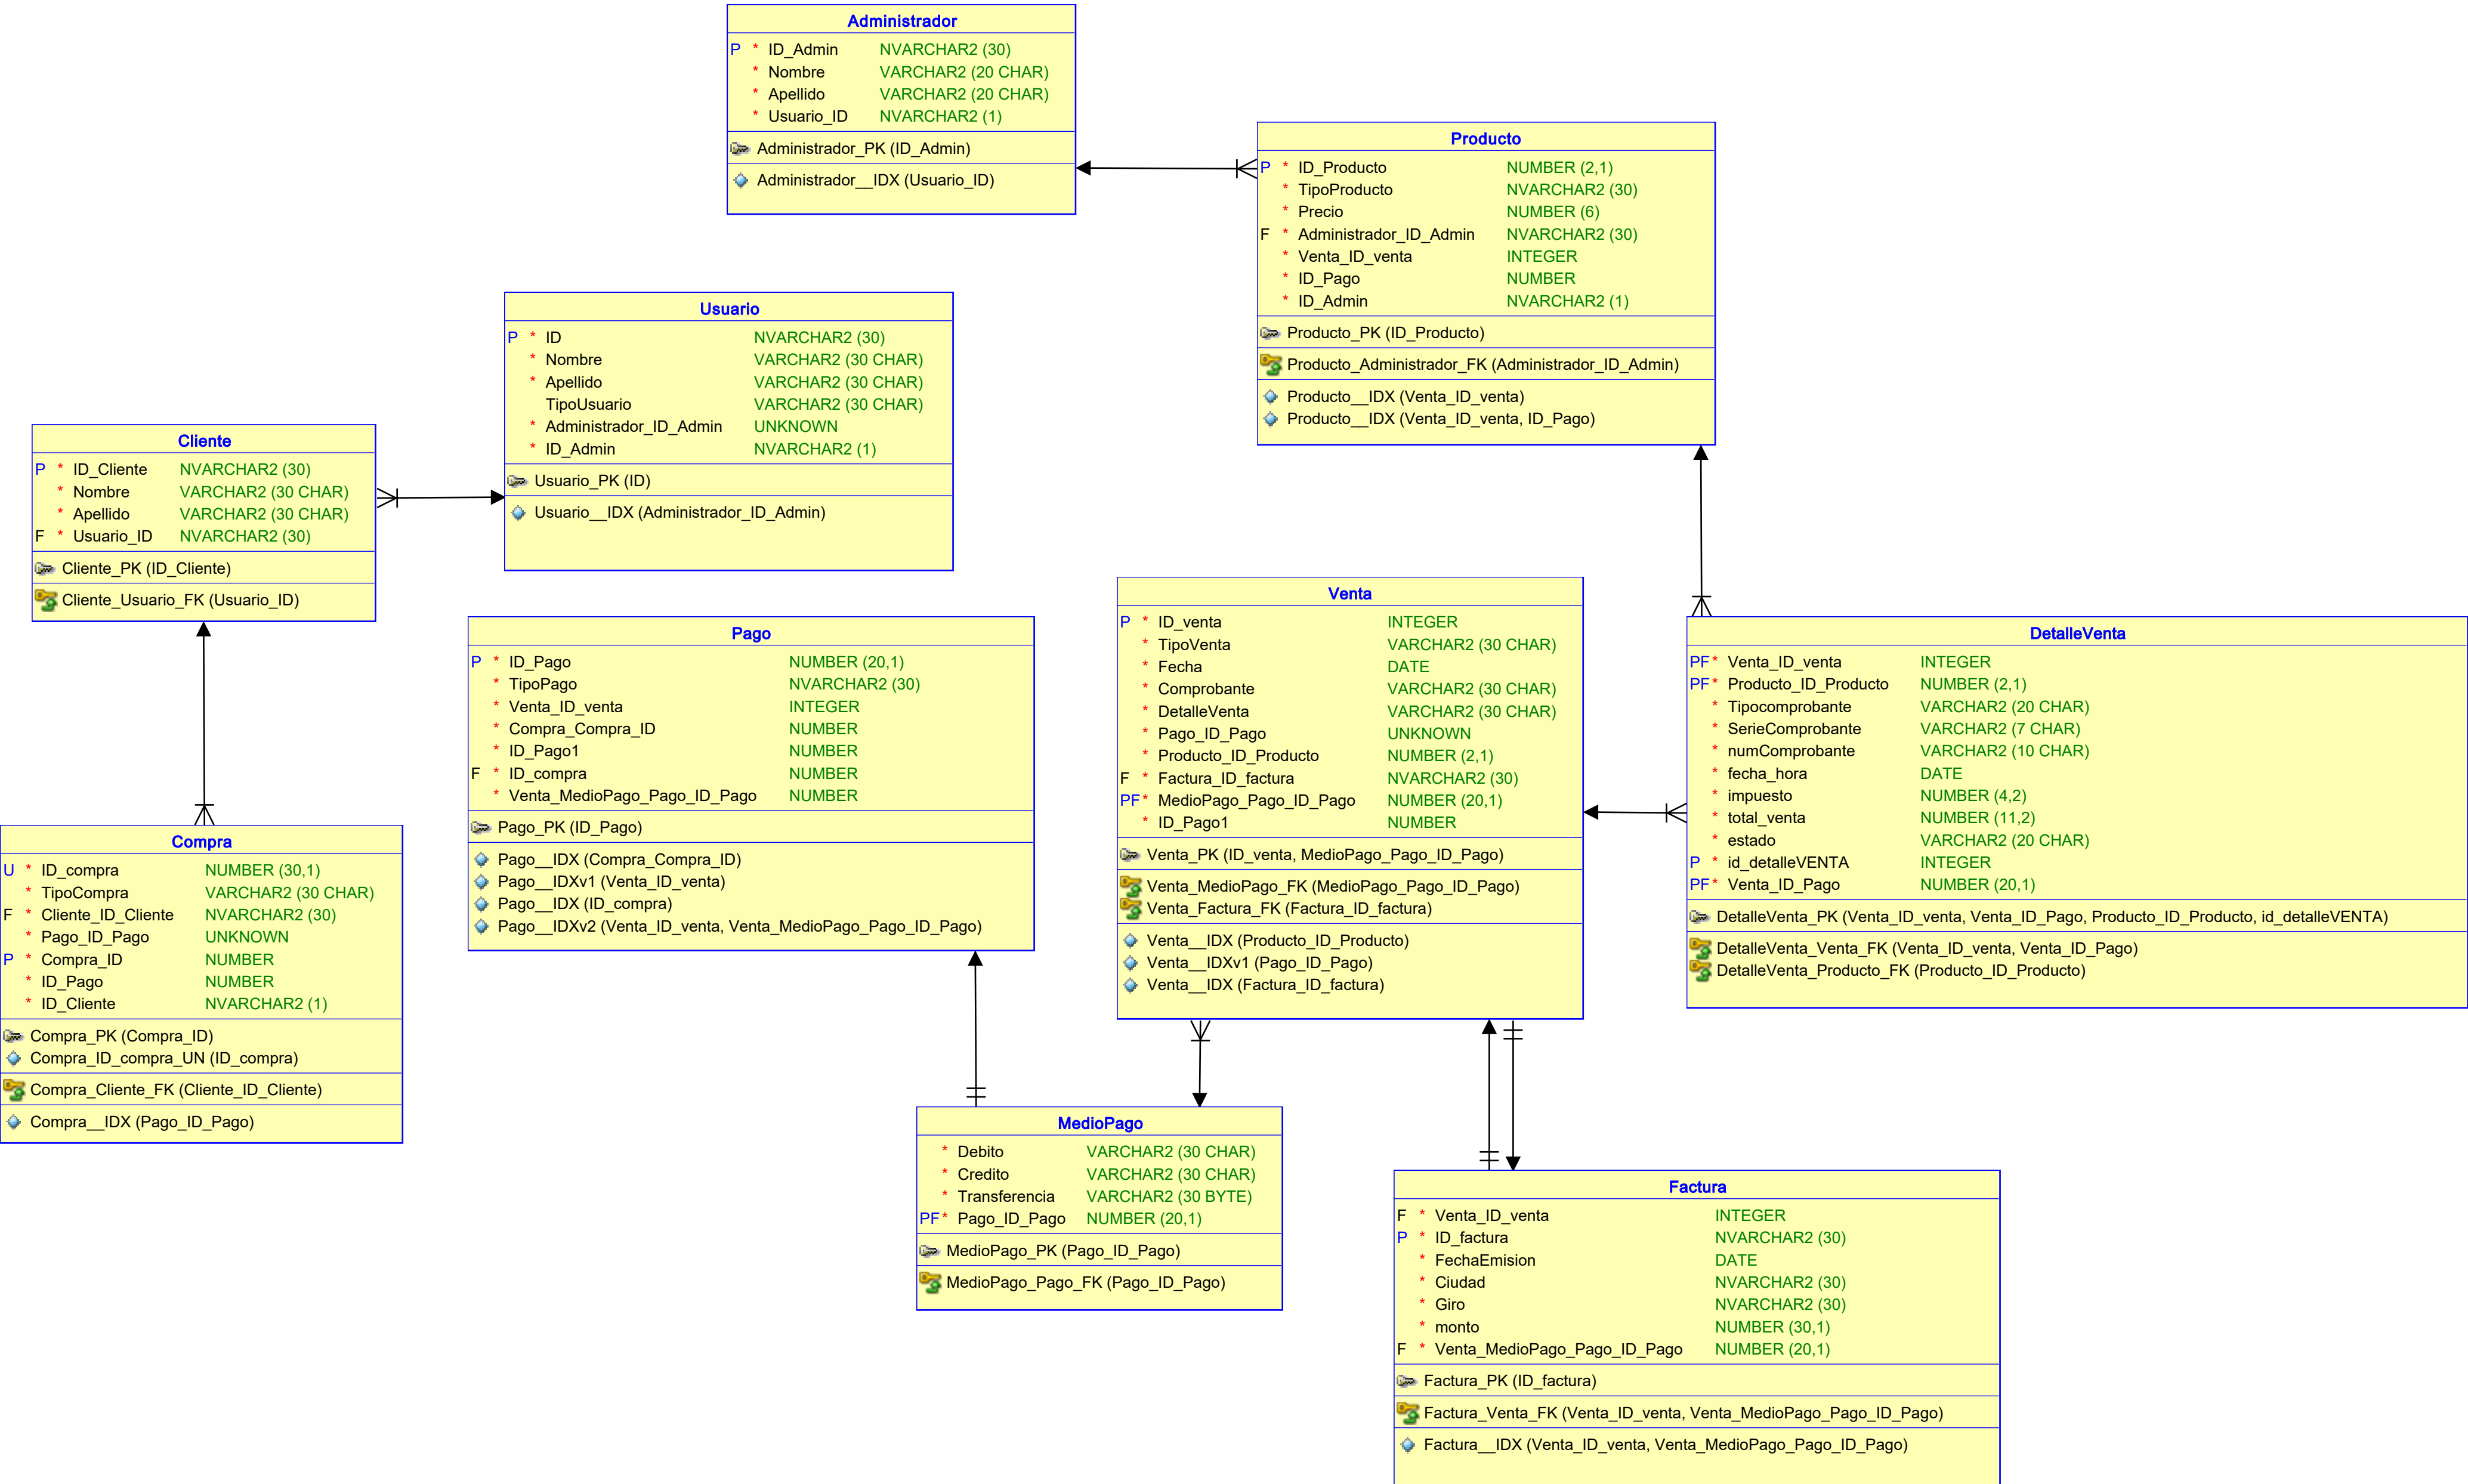 Administrador
P * ID_Admin NVARCHAR2 (30)
* Nombre VARCHAR2 (20 CHAR)
* Apellido VARCHAR2 (20 CHAR)
* Usuario_ID NVARCHAR2 (1)
Administrador_PK (ID_Admin)
Administrador__IDX (Usuario_ID)
Producto
P * ID_Producto NUMBER (2,1)
* TipoProducto NVARCHAR2 (30)
* Precio NUMBER (6)
F * Administrador_ID_Admin NVARCHAR2 (30)
* Venta_ID_venta INTEGER
* ID_Pago NUMBER
* ID_Admin NVARCHAR2 (1)
Producto_PK (ID_Producto)
Producto_Administrador_FK (Administrador_ID_Admin)
Producto__IDX (Venta_ID_venta)
Producto__IDX (Venta_ID_venta, ID_Pago)
Usuario
P * ID NVARCHAR2 (30)
* Nombre VARCHAR2 (30 CHAR)
* Apellido VARCHAR2 (30 CHAR)
TipoUsuario VARCHAR2 (30 CHAR)
* Administrador_ID_Admin UNKNOWN
* ID_Admin NVARCHAR2 (1)
Usuario_PK (ID)
Usuario__IDX (Administrador_ID_Admin)
Cliente
P * ID_Cliente NVARCHAR2 (30)
* Nombre VARCHAR2 (30 CHAR)
* Apellido VARCHAR2 (30 CHAR)
F * Usuario_ID NVARCHAR2 (30)
Cliente_PK (ID_Cliente)
Cliente_Usuario_FK (Usuario_ID)
Pago
P * ID_Pago NUMBER (20,1)
* TipoPago NVARCHAR2 (30)
* Venta_ID_venta INTEGER
* Compra_Compra_ID NUMBER
* ID_Pago1 NUMBER
F * ID_compra NUMBER
* Venta_MedioPago_Pago_ID_Pago NUMBER
Pago_PK (ID_Pago)
Pago__IDX (Compra_Compra_ID)
Pago__IDXv1 (Venta_ID_venta)
Pago__IDX (ID_compra)
Pago__IDXv2 (Venta_ID_venta, Venta_MedioPago_Pago_ID_Pago)
Venta
P * ID_venta INTEGER
* TipoVenta VARCHAR2 (30 CHAR)
* Fecha DATE
* Comprobante VARCHAR2 (30 CHAR)
* DetalleVenta VARCHAR2 (30 CHAR)
* Pago_ID_Pago UNKNOWN
* Producto_ID_Producto NUMBER (2,1)
F * Factura_ID_factura NVARCHAR2 (30)
PF * MedioPago_Pago_ID_Pago NUMBER (20,1)
* ID_Pago1 NUMBER
Venta_PK (ID_venta, MedioPago_Pago_ID_Pago)
Venta_MedioPago_FK (MedioPago_Pago_ID_Pago)
Venta_Factura_FK (Factura_ID_factura)
Venta__IDX (Producto_ID_Producto)
Venta__IDXv1 (Pago_ID_Pago)
Venta__IDX (Factura_ID_factura)
DetalleVenta
PF * Venta_ID_venta INTEGER
PF * Producto_ID_Producto NUMBER (2,1)
* Tipocomprobante VARCHAR2 (20 CHAR)
* SerieComprobante VARCHAR2 (7 CHAR)
* numComprobante VARCHAR2 (10 CHAR)
* fecha_hora DATE
* impuesto NUMBER (4,2)
* total_venta NUMBER (11,2)
* estado VARCHAR2 (20 CHAR)
P * id_detalleVENTA INTEGER
PF * Venta_ID_Pago NUMBER (20,1)
DetalleVenta_PK (Venta_ID_venta, Venta_ID_Pago, Producto_ID_Producto, id_detalleVENTA)
DetalleVenta_Venta_FK (Venta_ID_venta, Venta_ID_Pago)
DetalleVenta_Producto_FK (Producto_ID_Producto)
Compra
U * ID_compra NUMBER (30,1)
* TipoCompra VARCHAR2 (30 CHAR)
F * Cliente_ID_Cliente NVARCHAR2 (30)
* Pago_ID_Pago UNKNOWN
P * Compra_ID NUMBER
* ID_Pago NUMBER
* ID_Cliente NVARCHAR2 (1)
Compra_PK (Compra_ID)
Compra_ID_compra_UN (ID_compra)
Compra_Cliente_FK (Cliente_ID_Cliente)
Compra__IDX (Pago_ID_Pago)
MedioPago
* Debito VARCHAR2 (30 CHAR)
* Credito VARCHAR2 (30 CHAR)
* Transferencia VARCHAR2 (30 BYTE)
PF * Pago_ID_Pago NUMBER (20,1)
MedioPago_PK (Pago_ID_Pago)
MedioPago_Pago_FK (Pago_ID_Pago)
Factura
F * Venta_ID_venta INTEGER
P * ID_factura NVARCHAR2 (30)
* FechaEmision DATE
* Ciudad NVARCHAR2 (30)
* Giro NVARCHAR2 (30)
* monto NUMBER (30,1)
F * Venta_MedioPago_Pago_ID_Pago NUMBER (20,1)
Factura_PK (ID_factura)
Factura_Venta_FK (Venta_ID_venta, Venta_MedioPago_Pago_ID_Pago)
Factura__IDX (Venta_ID_venta, Venta_MedioPago_Pago_ID_Pago)